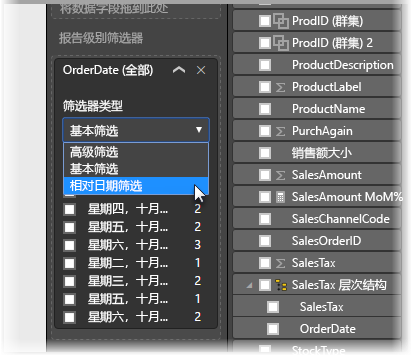 将数据字段拖到此处
报告级别筛选器
OrderDate (全部)
筛选器类型
基本筛选
高级筛选
基本筛选
相对日期筛选
星期四，十月... 2
星期五，十月... 2
星期六，十月... 3
星期二，十月... 1
星期三，十月... 2
星期五，十月... 1
星期六，十月... 2
ProdID (群集)
ProdID (群集) 2
ProductDescription
ProductLabel
ProductName
PurchAgain
销售额大小
SalesAmount
SalesAmount MoM%
SalesChannelCode
SalesOrderID
SalesTax
SalesTax 层次结构
SalesTax
OrderDate
StockType